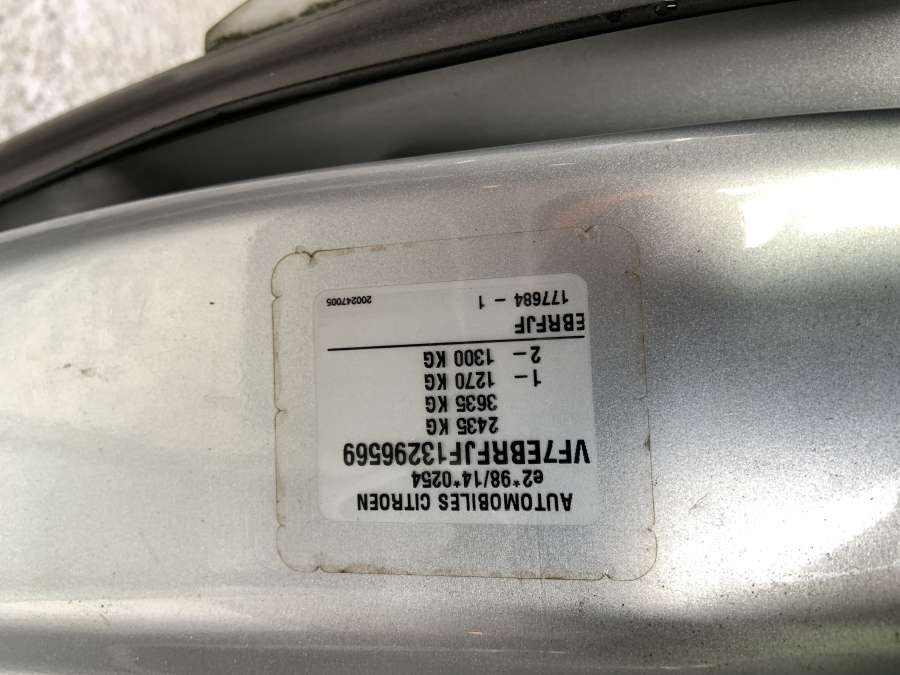 AUTOMOBILES CITROEN
e2*98/14*0254
VF7EBRFJF13296569
2435 KG
3635 KG
1– 1270 KG
2– 1300 KG
EBRFJF
177684 – 1 200247005